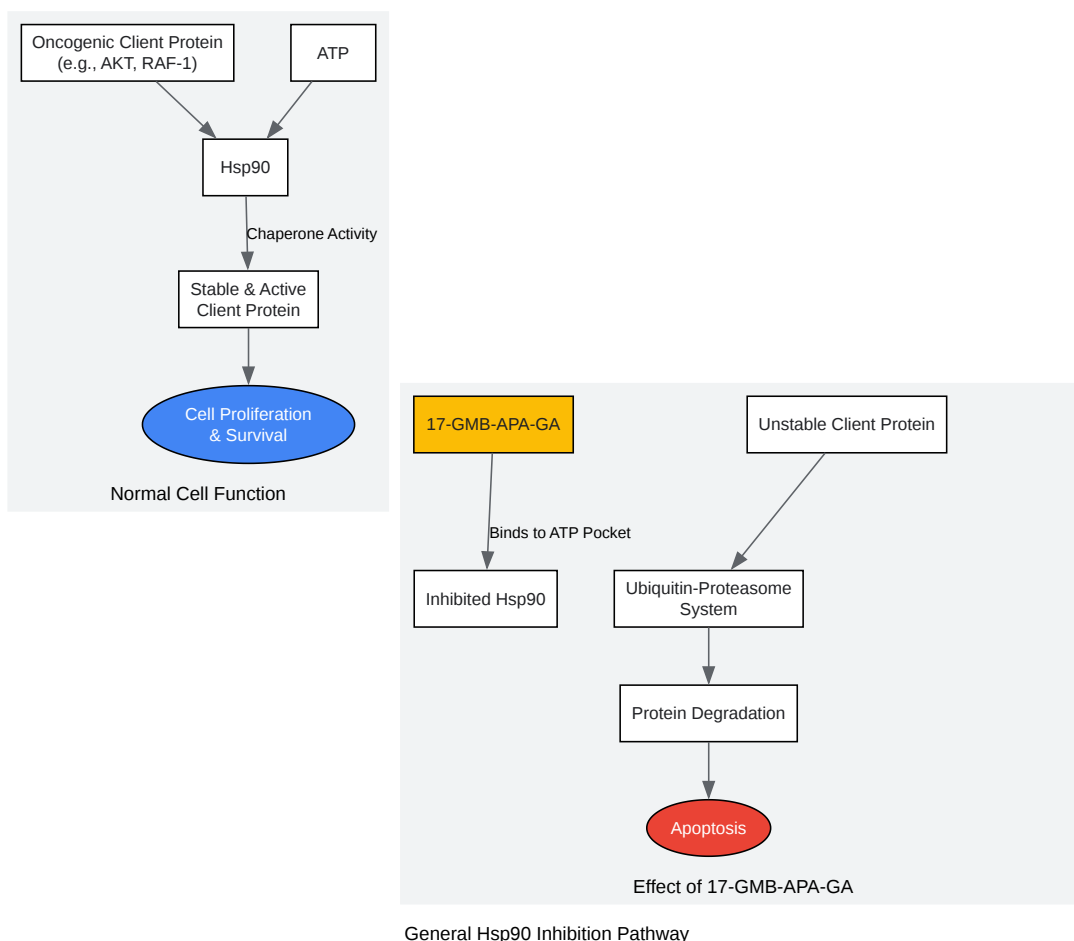 Oncogenic Client Protein
(e.g., AKT, RAF-1)
ATP
Hsp90
Chaperone Activity
Stable & Active
Client Protein
Cell Proliferation
& Survival
Normal Cell Function
17-GMB-APA-GA
Unstable Client Protein
Binds to ATP Pocket
Inhibited Hsp90
Ubiquitin-Proteasome
System
Protein Degradation
Apoptosis
Effect of 17-GMB-APA-GA
General Hsp90 Inhibition Pathway